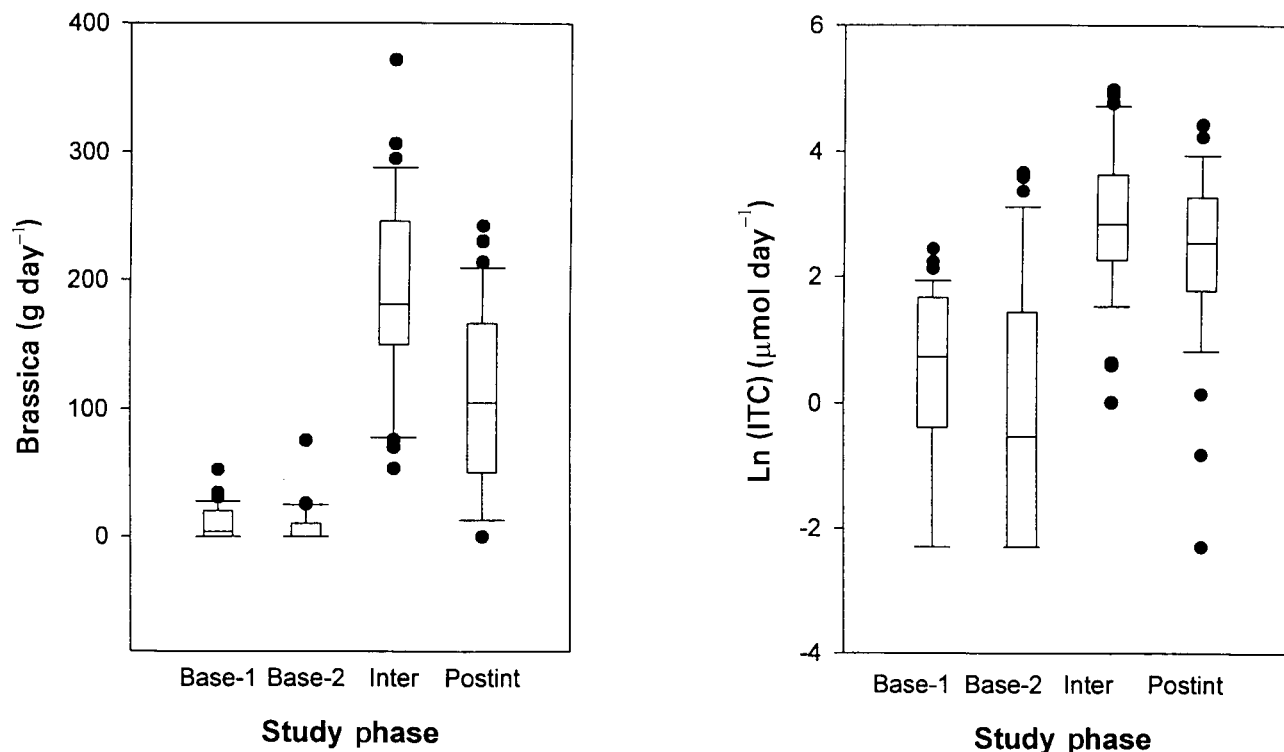 Brassica (g day⁻¹)
400
300
200
100
0
Base-1 Base-2 Inter Postint
Study phase
Ln (ITC) (μmol day⁻¹)
6
4
2
0
-2
-4
Base-1 Base-2 Inter Postint
Study phase